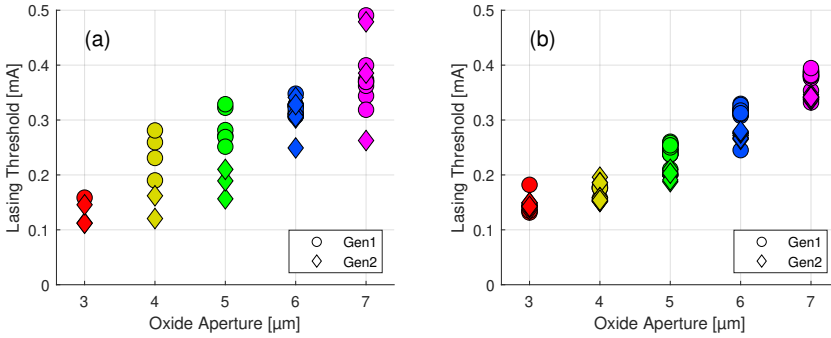 (a)
Lasing Threshold [mA]
0.5
0.4
0.3
0.2
0.1
0
3 4 5 6 7
Oxide Aperture [µm]
Gen1
Gen2
(b)
Lasing Threshold [mA]
0.5
0.4
0.3
0.2
0.1
0
3 4 5 6 7
Oxide Aperture [µm]
Gen1
Gen2